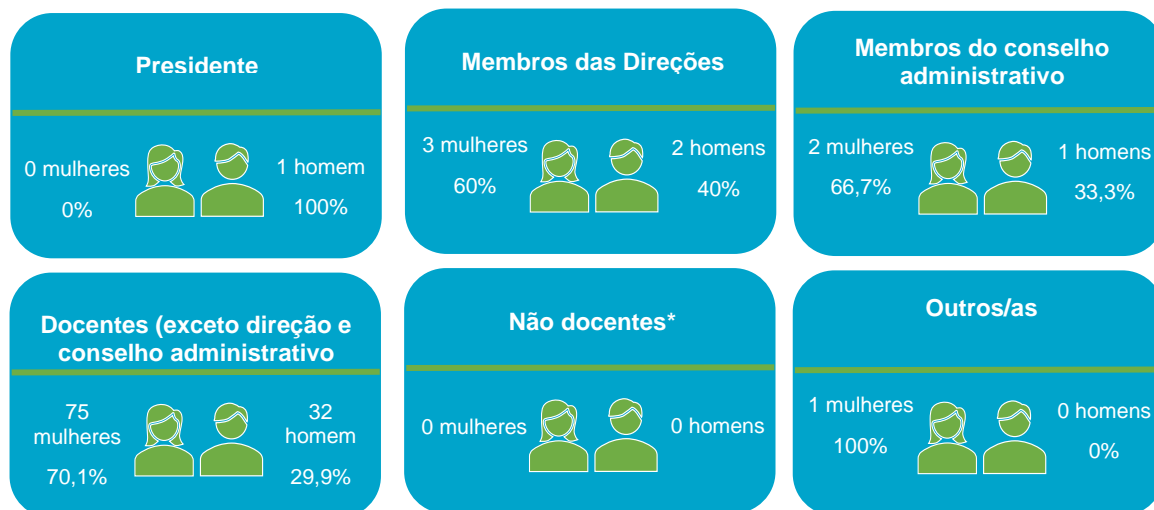 Presidente
0 mulheres
0%
1 homem
100%
Membros das Direções
3 mulheres
60%
2 homens
40%
Membros do conselho
administrativo
2 mulheres
66,7%
1 homens
33,3%
Docentes (exceto direção e
conselho administrativo
75
mulheres
70,1%
32
homem
29,9%
Não docentes*
0 mulheres
0 homens
Outros/as
1 mulheres
100%
0 homens
0%